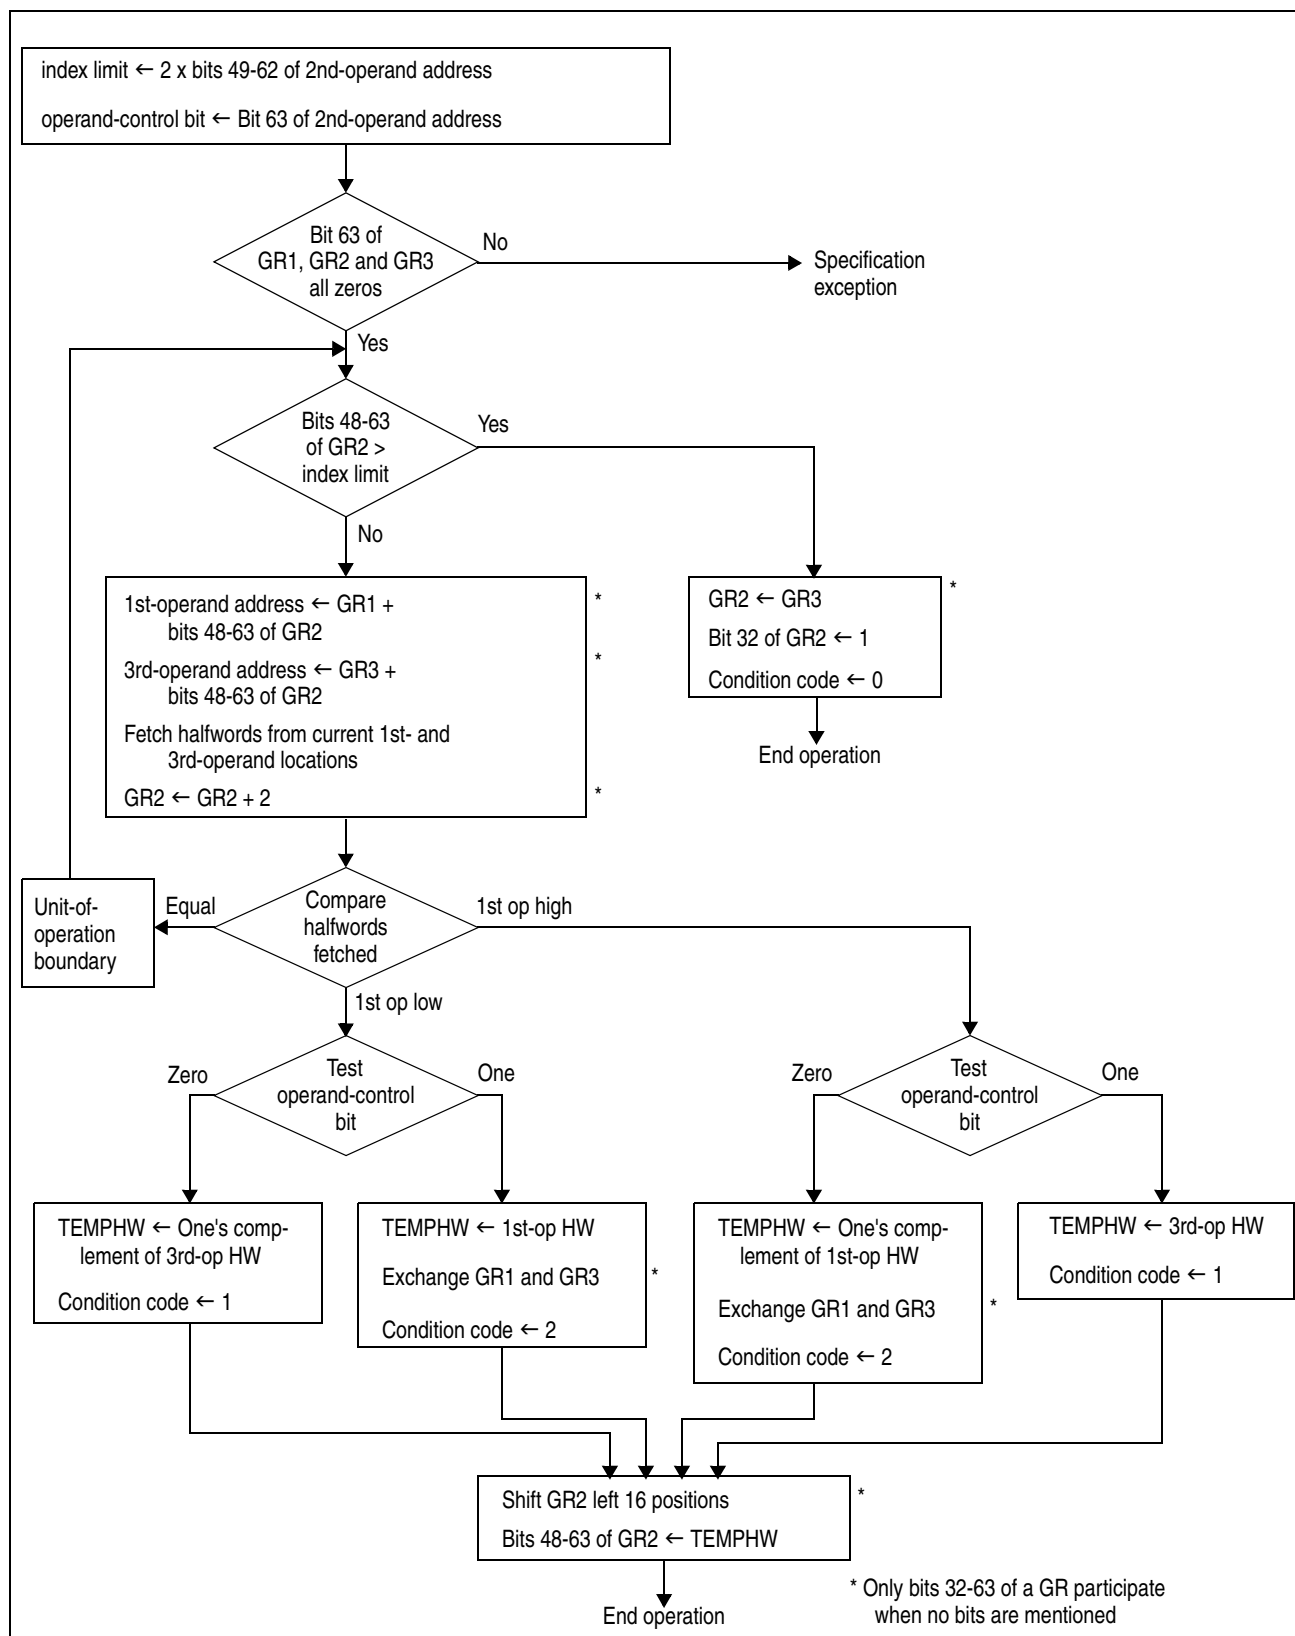 index limit ← 2 x bits 49-62 of 2nd-operand address
operand-control bit ← Bit 63 of 2nd-operand address
Bit 63 of
GR1, GR2 and GR3
all zeros
No
Specification
exception
Yes
Bits 48-63
of GR2 >
index limit
Yes
No
1st-operand address ← GR1 +
bits 48-63 of GR2
*
3rd-operand address ← GR3 +
bits 48-63 of GR2
*
Fetch halfwords from current 1st- and
3rd-operand locations
GR2 ← GR2 + 2
*
GR2 ← GR3
*
Bit 32 of GR2 ← 1
Condition code ← 0
End operation
Unit-of-
operation
boundary
Equal
Compare
halfwords
fetched
1st op high
1st op low
Zero
Test
operand-control
bit
One
Zero
Test
operand-control
bit
One
TEMPHW ← One's comp-
lement of 3rd-op HW
Condition code ← 1
TEMPHW ← 1st-op HW
Exchange GR1 and GR3
*
Condition code ← 2
TEMPHW ← One's comp-
lement of 1st-op HW
Exchange GR1 and GR3
*
Condition code ← 2
TEMPHW ← 3rd-op HW
Condition code ← 1
Shift GR2 left 16 positions
*
Bits 48-63 of GR2 ← TEMPHW
End operation
* Only bits 32-63 of a GR participate
when no bits are mentioned